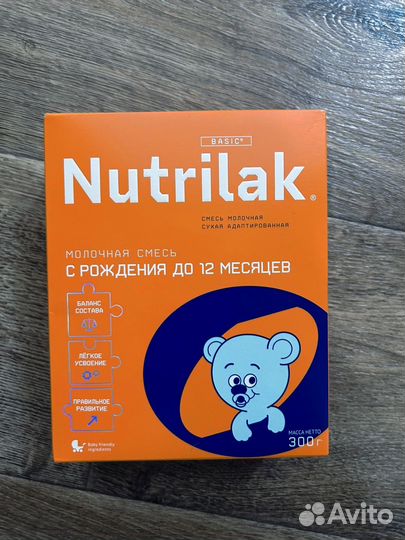 BASIC®
Nutrilak®
СМЕСЬ МОЛОЧНАЯ
СУХАЯ АДАПТИРОВАННАЯ
МОЛОЧНАЯ СМЕСЬ
С РОЖДЕНИЯ ДО 12 МЕСЯЦЕВ
БАЛАНС
СОСТАВА
ЛЁГКОЕ
УСВОЕНИЕ
ПРАВИЛЬНОЕ
РАЗВИТИЕ
Baby friendly
ingredients
МАССА НЕТТО
300 г
Avito